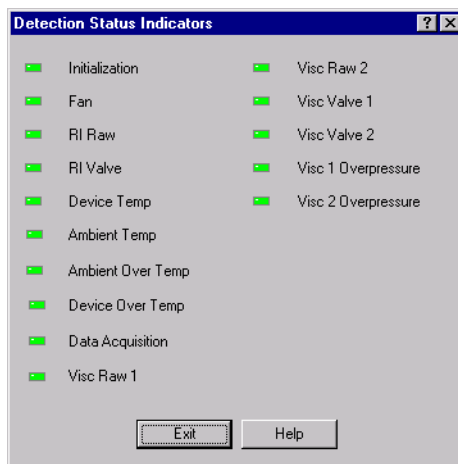 Detection Status Indicators
Initialization
Fan
RI Raw
RI Valve
Device Temp
Ambient Temp
Ambient Over Temp
Device Over Temp
Data Acquisition
Visc Raw 1
Visc Raw 2
Visc Valve 1
Visc Valve 2
Visc 1 Overpressure
Visc 2 Overpressure
Exit
Help